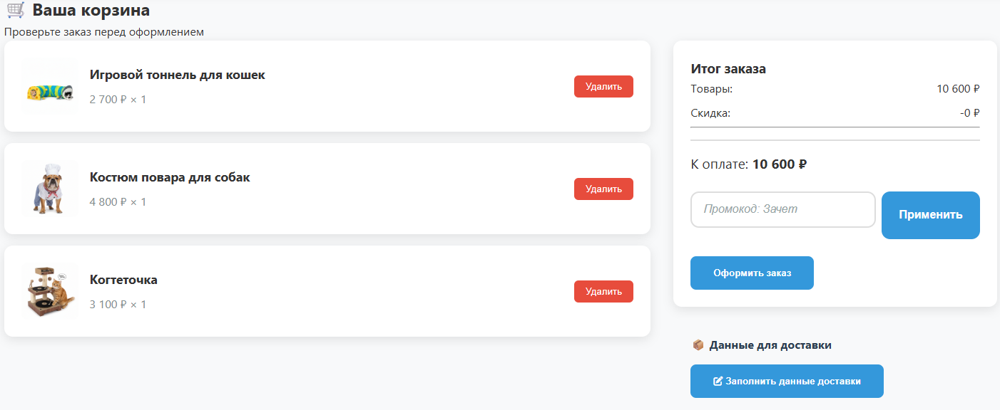 Ваша корзина
Проверьте заказ перед оформлением
Игровой тоннель для кошек
2 700 ₽ × 1
Удалить
Костюм повара для собак
4 800 ₽ × 1
Удалить
Когтеточка
3 100 ₽ × 1
Удалить
Итог заказа
Товары: 10 600 ₽
Скидка: -0 ₽
К оплате: 10 600 ₽
Промокод: Зачет
Применить
Оформить заказ
Данные для доставки
Заполнить данные доставки